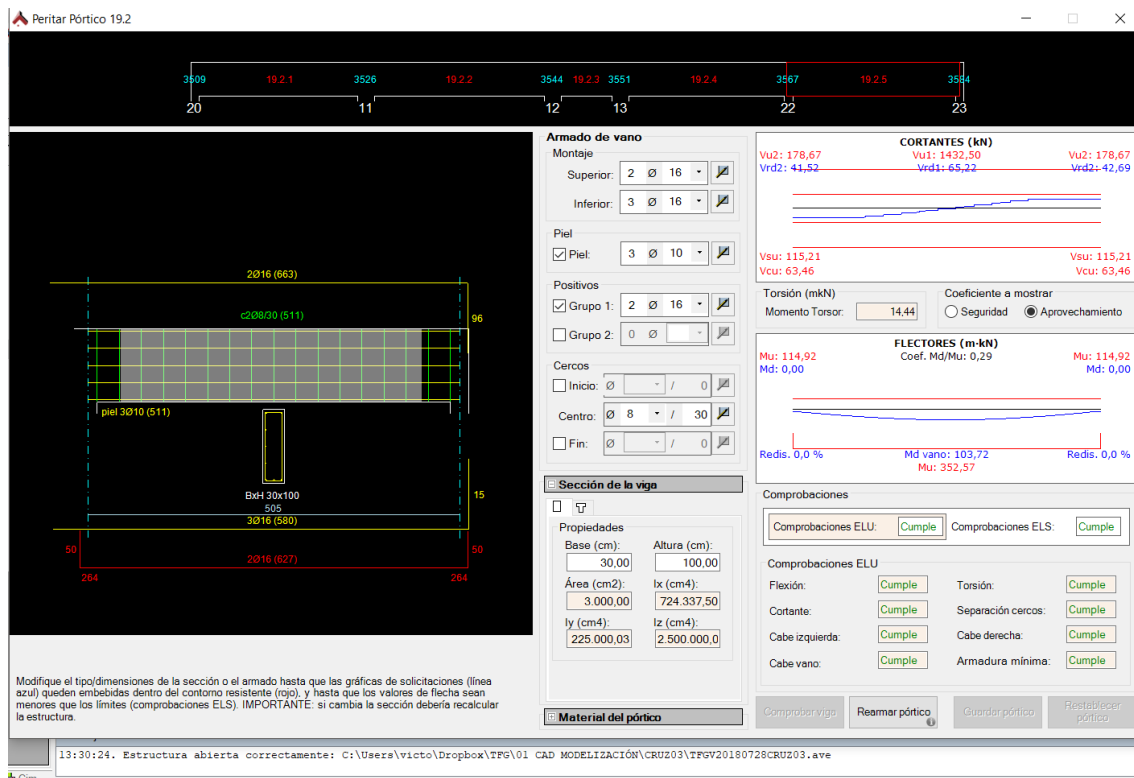 Peritar Pórtico 19.2
3509 19.2.1 3526 19.2.2 3544 19.2.3 3551 19.2.4 3567 19.2.5 3584
20 11 12 13 22 23
2Ø16 (663)
c2Ø8/30 (511)
96
piel 3Ø10 (511)
BxH 30x100
505
15
3Ø16 (580)
50 2Ø16 (627) 50
264 264
Modifique el tipo/dimensiones de la sección o el armado hasta que las gráficas de solicitaciones (línea
azul) queden embebidas dentro del contorno resistente (rojo), y hasta que los valores de flecha sean
menores que los límites (comprobaciones ELS). IMPORTANTE: si cambia la sección debería recalcular
la estructura.
Armado de vano
Montaje
Superior: 2 Ø 16
Inferior: 3 Ø 16
Piel
Piel: 3 Ø 10
Positivos
Grupo 1: 2 Ø 16
Grupo 2: 0 Ø
Cercos
Inicio: Ø / 0
Centro: Ø 8 / 30
Fin: Ø / 0
Sección de la viga
Propiedades
Base (cm): Altura (cm):
30,00 100,00
Área (cm2): Ix (cm4):
3.000,00 724.337,50
Iy (cm4): Iz (cm4):
225.000,03 2.500.000,0
Material del pórtico
CORTANTES (kN)
Vu2: 178,67 Vu1: 1432,50 Vu2: 178,67
Vrd2: 41,52 Vrd1: 65,22 Vrd2: 42,69
Vsu: 115,21 Vsu: 115,21
Vcu: 63,46 Vcu: 63,46
Torsión (mkN) Coeficiente a mostrar
Momento Torsor: 14,44 Seguridad Aprovechamiento
FLECTORES (m·kN)
Mu: 114,92 Coef. Md/Mu: 0,29 Mu: 114,92
Md: 0,00 Md: 0,00
Redis. 0,0 % Md vano: 103,72 Redis. 0,0 %
Mu: 352,57
Comprobaciones
Comprobaciones ELU: Cumple Comprobaciones ELS: Cumple
Comprobaciones ELU
Flexión: Cumple Torsión: Cumple
Cortante: Cumple Separación cercos: Cumple
Cabe izquierda: Cumple Cabe derecha: Cumple
Cabe vano: Cumple Armadura mínima: Cumple
Comprobar viga Rearmar pórtico Guardar pórtico Restablecer
pórtico
13:30:24. Estructura abierta correctamente: C:\Users\victo\Dropbox\TFG\01 CAD MODELIZACIÓN\CRUZ03\TFGV20180728CRUZ03.ave